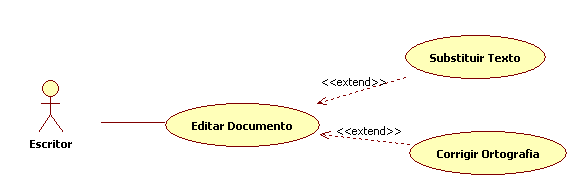 Substituir Texto
<<extend>>
Editar Documento
<<extend>>
Escritor
Corrigir Ortografia